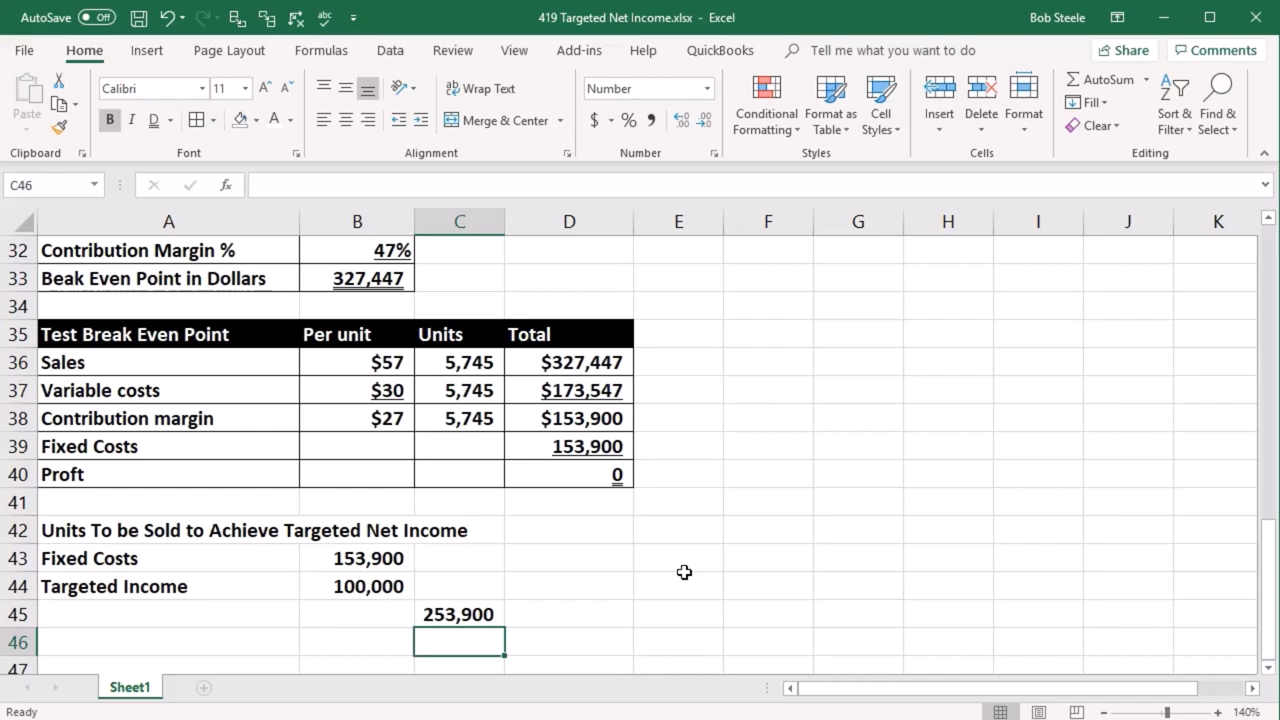 AutoSave Off 419 Targeted Net Income.xlsx - Excel Bob Steele
File Home Insert Page Layout Formulas Data Review View Add-ins Help QuickBooks Tell me what you want to do Share Comments
Paste Calibri 11 Wrap Text Number Conditional Formatting Format as Table Cell Styles Insert Delete Format AutoSum Sort & Filter Find & Select
B I D A Merge & Center $ % Fill
Clear
Clipboard Font Alignment Number Styles Cells Editing
C46 fx
A B C D E F G H I J K
32 Contribution Margin % 47%
33 Beak Even Point in Dollars 327,447
34
35 Test Break Even Point Per unit Units Total
36 Sales $57 5,745 $327,447
37 Variable costs $30 5,745 $173,547
38 Contribution margin $27 5,745 $153,900
39 Fixed Costs 153,900
40 Proft 0
41
42 Units To be Sold to Achieve Targeted Net Income
43 Fixed Costs 153,900
44 Targeted Income 100,000
45 253,900
46
47
Sheet1
Ready 140%